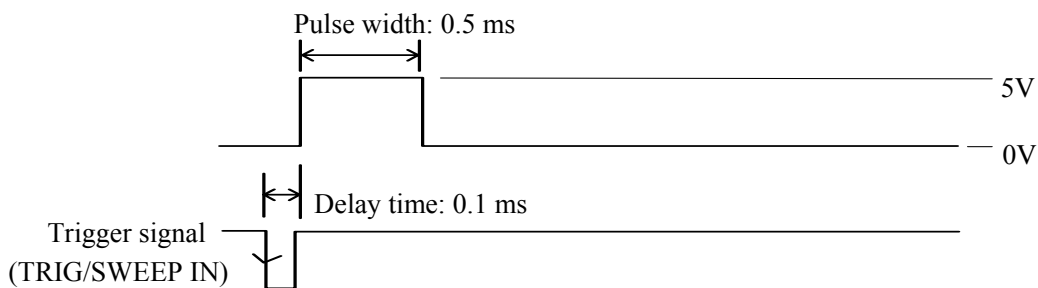 Pulse width: 0.5 ms
5V
0V
Delay time: 0.1 ms
Trigger signal
(TRIG/SWEEP IN)